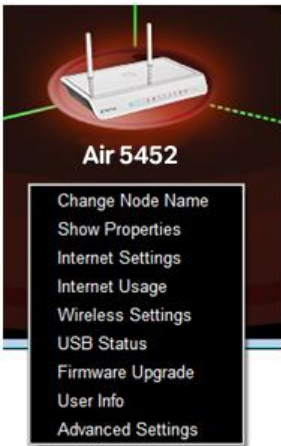 Air 5452
Change Node Name
Show Properties
Internet Settings
Internet Usage
Wireless Settings
USB Status
Firmware Upgrade
User Info
Advanced Settings